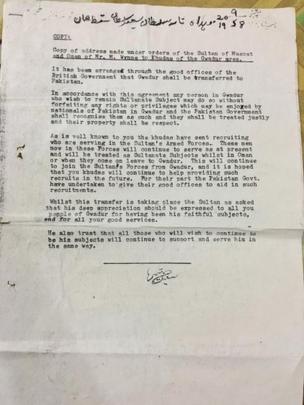 9
20
19 58
COPY:
Copy of address made under orders of the Sultan of Muscat
and Oman of Mr. M. Wynne to Khudas of the Gwadur area.
It has been arranged through the good offices of the
British Government that Gwadur shall be transferred to
Pakistan.
In accordance with this agreement any person in Gwadur
who wish to remain Sultanate Subject may do so without
forfeiting any rights or privileges which may be enjoyed by
nationals of Pakistan in Gwadur and the Pakistan Government
shall recognise them as such and they shall be treated justly
and their property shall be respect.
As is well known to you the khudas have sent recruiting
who are serving in the Sultan's Armed Forces. These men
now in these Forces will continue to serve as at present
and will be treated as Sultanate Subjects whilst in Oman
or when they come on leave to Gwadur. This will continue
to join the Sultan's Forces from Gwadur, and it is hoped
that you khudas will continue to help providing such
recruits in the future. For their part the Pakistan Govt.
have undertaken to give their good offices to aid in such
recruitments.
Whilst this transfer is taking place the Sultan as asked
that his deep appreciation should be expressed to all you
people of Gwadur for having been his faithful subjects,
and for all your good services.
He also trust that all those who will wish to continue to
be his subjects will continue to support and serve him in
the same way.